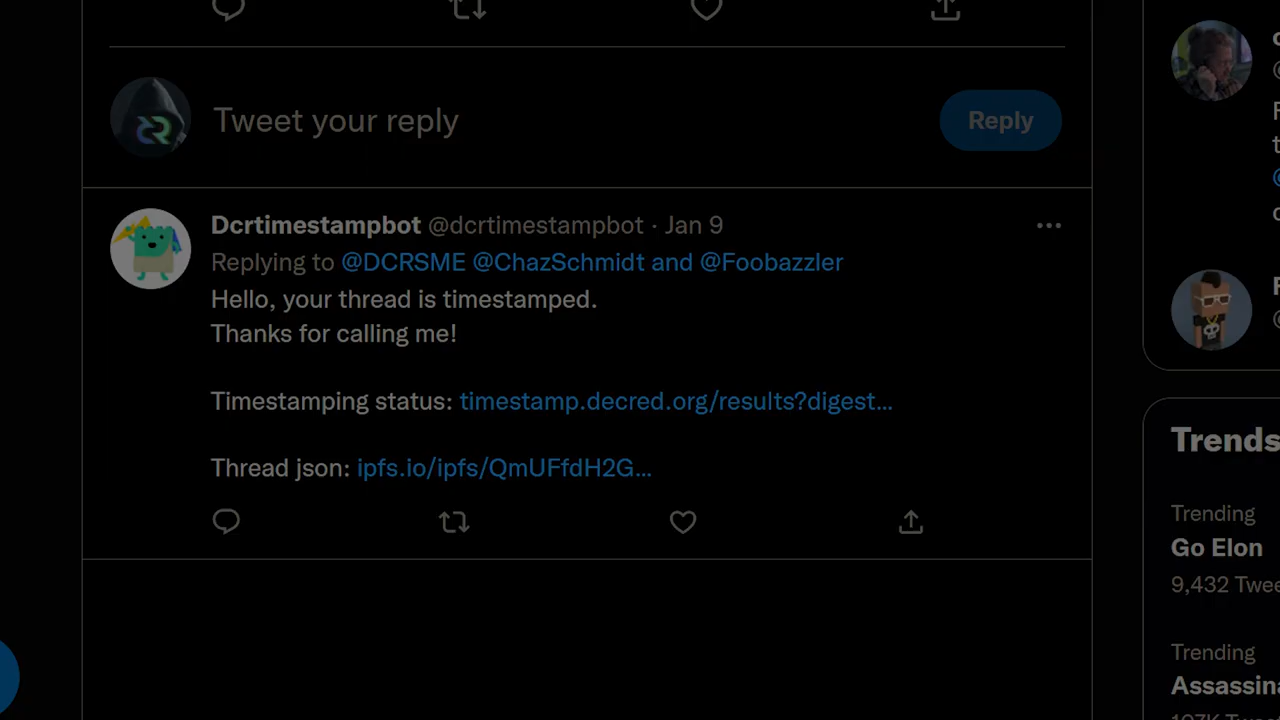 Tweet your reply
Reply
Dcrtimestampbot @dcrtimestampbot · Jan 9
Replying to @DCRSME @ChazSchmidt and @Foobazzler
Hello, your thread is timestamped.
Thanks for calling me!
Timestamping status: timestamp.decred.org/results?digest...
Thread json: ipfs.io/ipfs/QmUFfdH2G...
Trends
Trending
Go Elon
9,432 Twee
Trending
Assassina